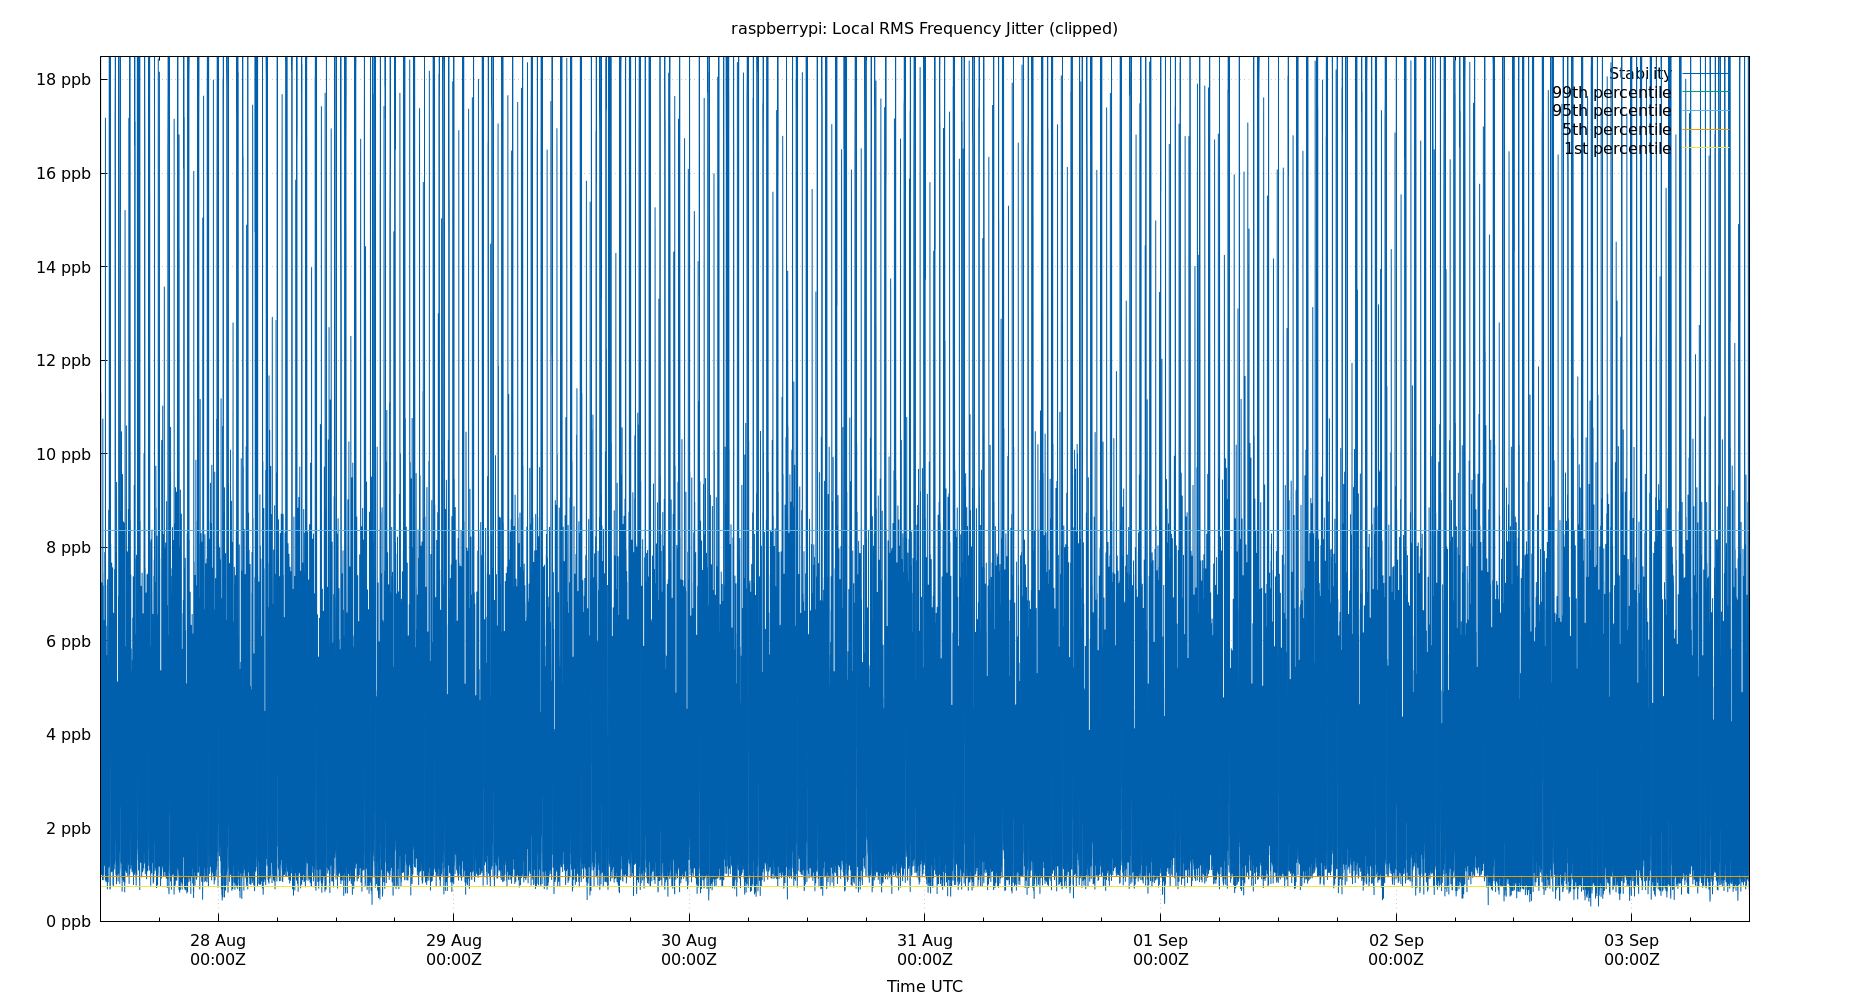 raspberrypi: Local RMS Frequency Jitter (clipped)
18 ppb
16 ppb
14 ppb
12 ppb
10 ppb
8 ppb
6 ppb
4 ppb
2 ppb
0 ppb
Stability
99th percentile
95th percentile
5th percentile
1st percentile
28 Aug
00:00Z
29 Aug
00:00Z
30 Aug
00:00Z
31 Aug
00:00Z
01 Sep
00:00Z
02 Sep
00:00Z
03 Sep
00:00Z
Time UTC